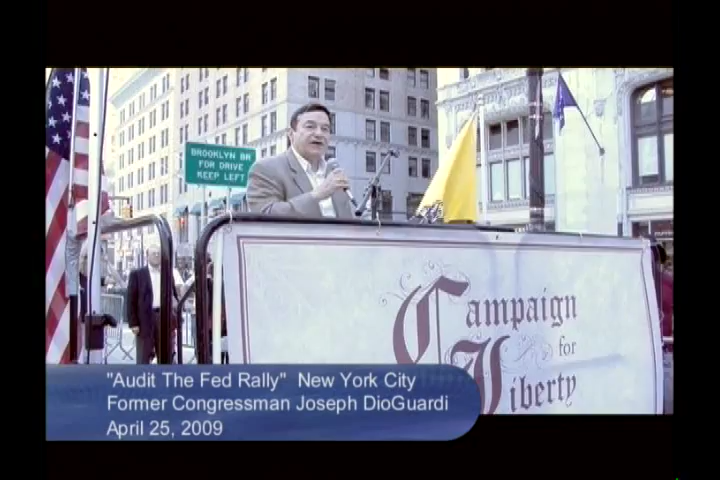 BROOKLYN BR
FOR DRIVE
KEEP LEFT
Campaign
for
Liberty
"Audit The Fed Rally" New York City
Former Congressman Joseph DioGuardi
April 25, 2009